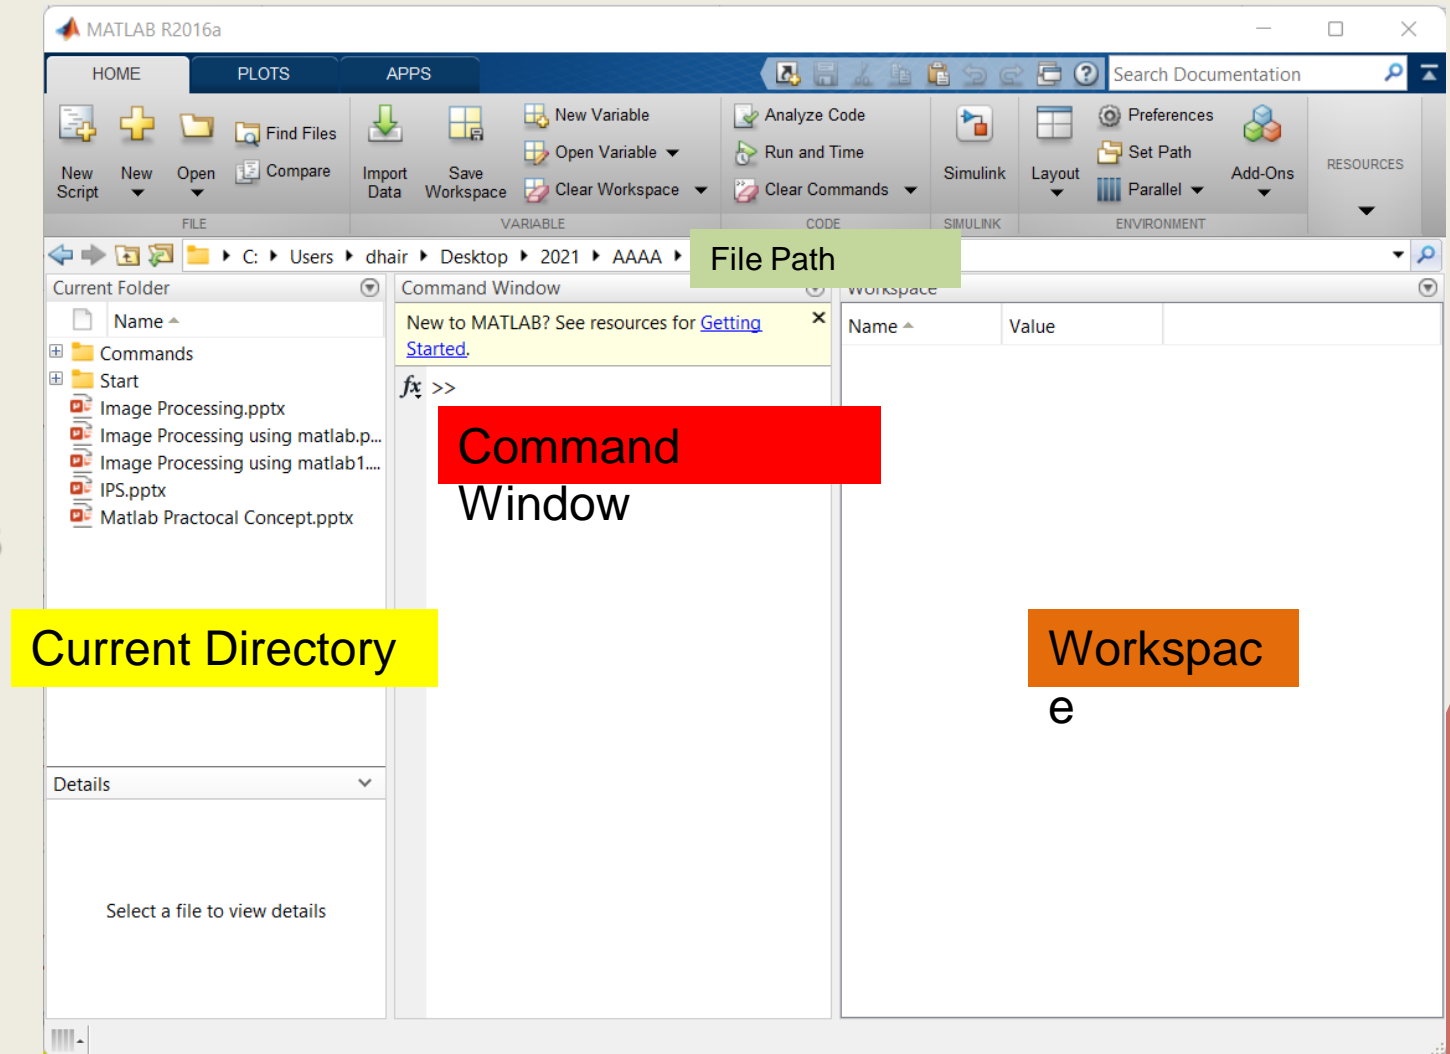 MATLAB R2016a
HOME PLOTS APPS
Search Documentation
New Script
New
Open
Find Files
Compare
Import Data
Save Workspace
New Variable
Open Variable
Clear Workspace
Analyze Code
Run and Time
Clear Commands
Simulink
Layout
Preferences
Set Path
Parallel
Add-Ons
RESOURCES
FILE VARIABLE CODE SIMULINK ENVIRONMENT
C: Users dhair Desktop 2021 AAAA
File Path
Current Folder
Name
Commands
Start
Image Processing.pptx
Image Processing using matlab.p...
Image Processing using matlab1....
IPS.pptx
Matlab Practocal Concept.pptx
Current Directory
Details
Select a file to view details
Command Window
New to MATLAB? See resources for Getting
Started.
fx >>
Command
Window
Workspace
Name Value
Workspac
e